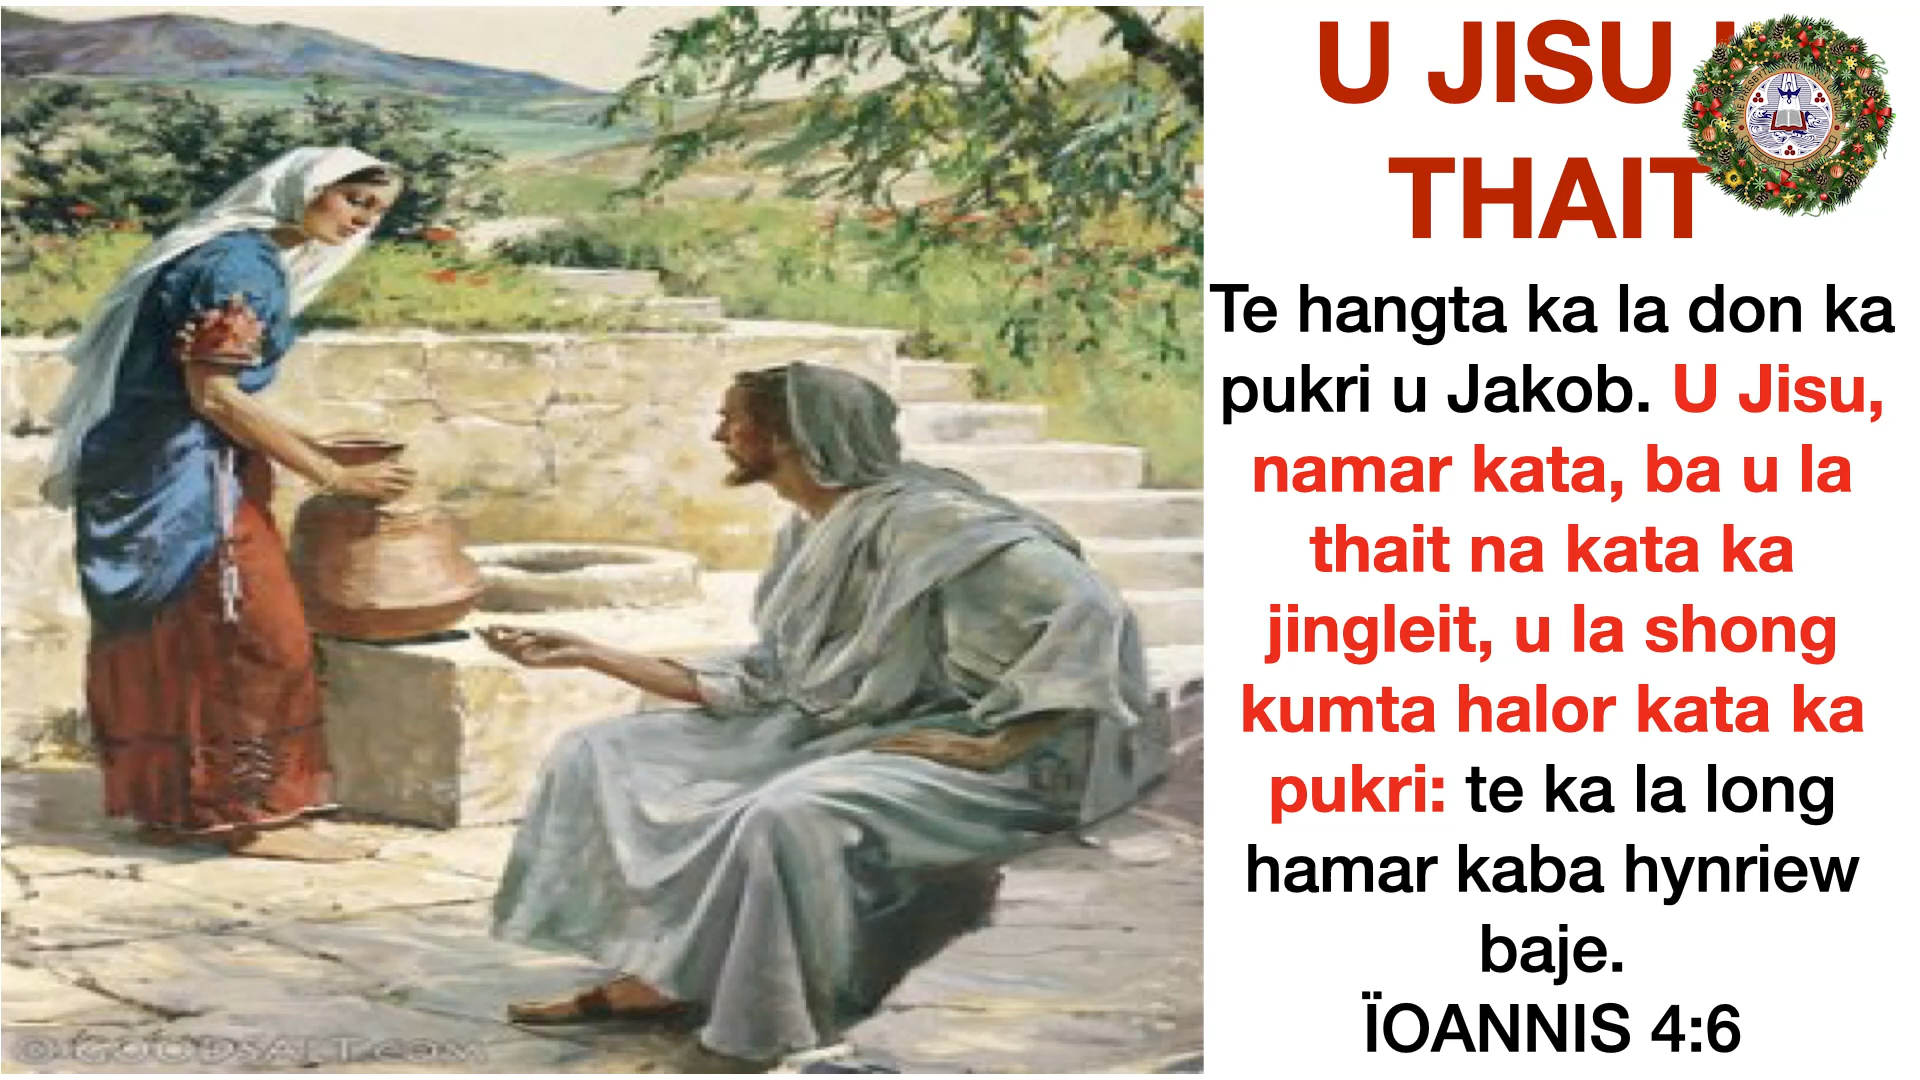 U JISU
THAIT
Te hangta ka la don ka
pukri u Jakob. U Jisu,
namar kata, ba u la
thait na kata ka
jingleit, u la shong
kumta halor kata ka
pukri: te ka la long
hamar kaba hynriew
baje.
ÏOANNIS 4:6
© GOODSALT.COM